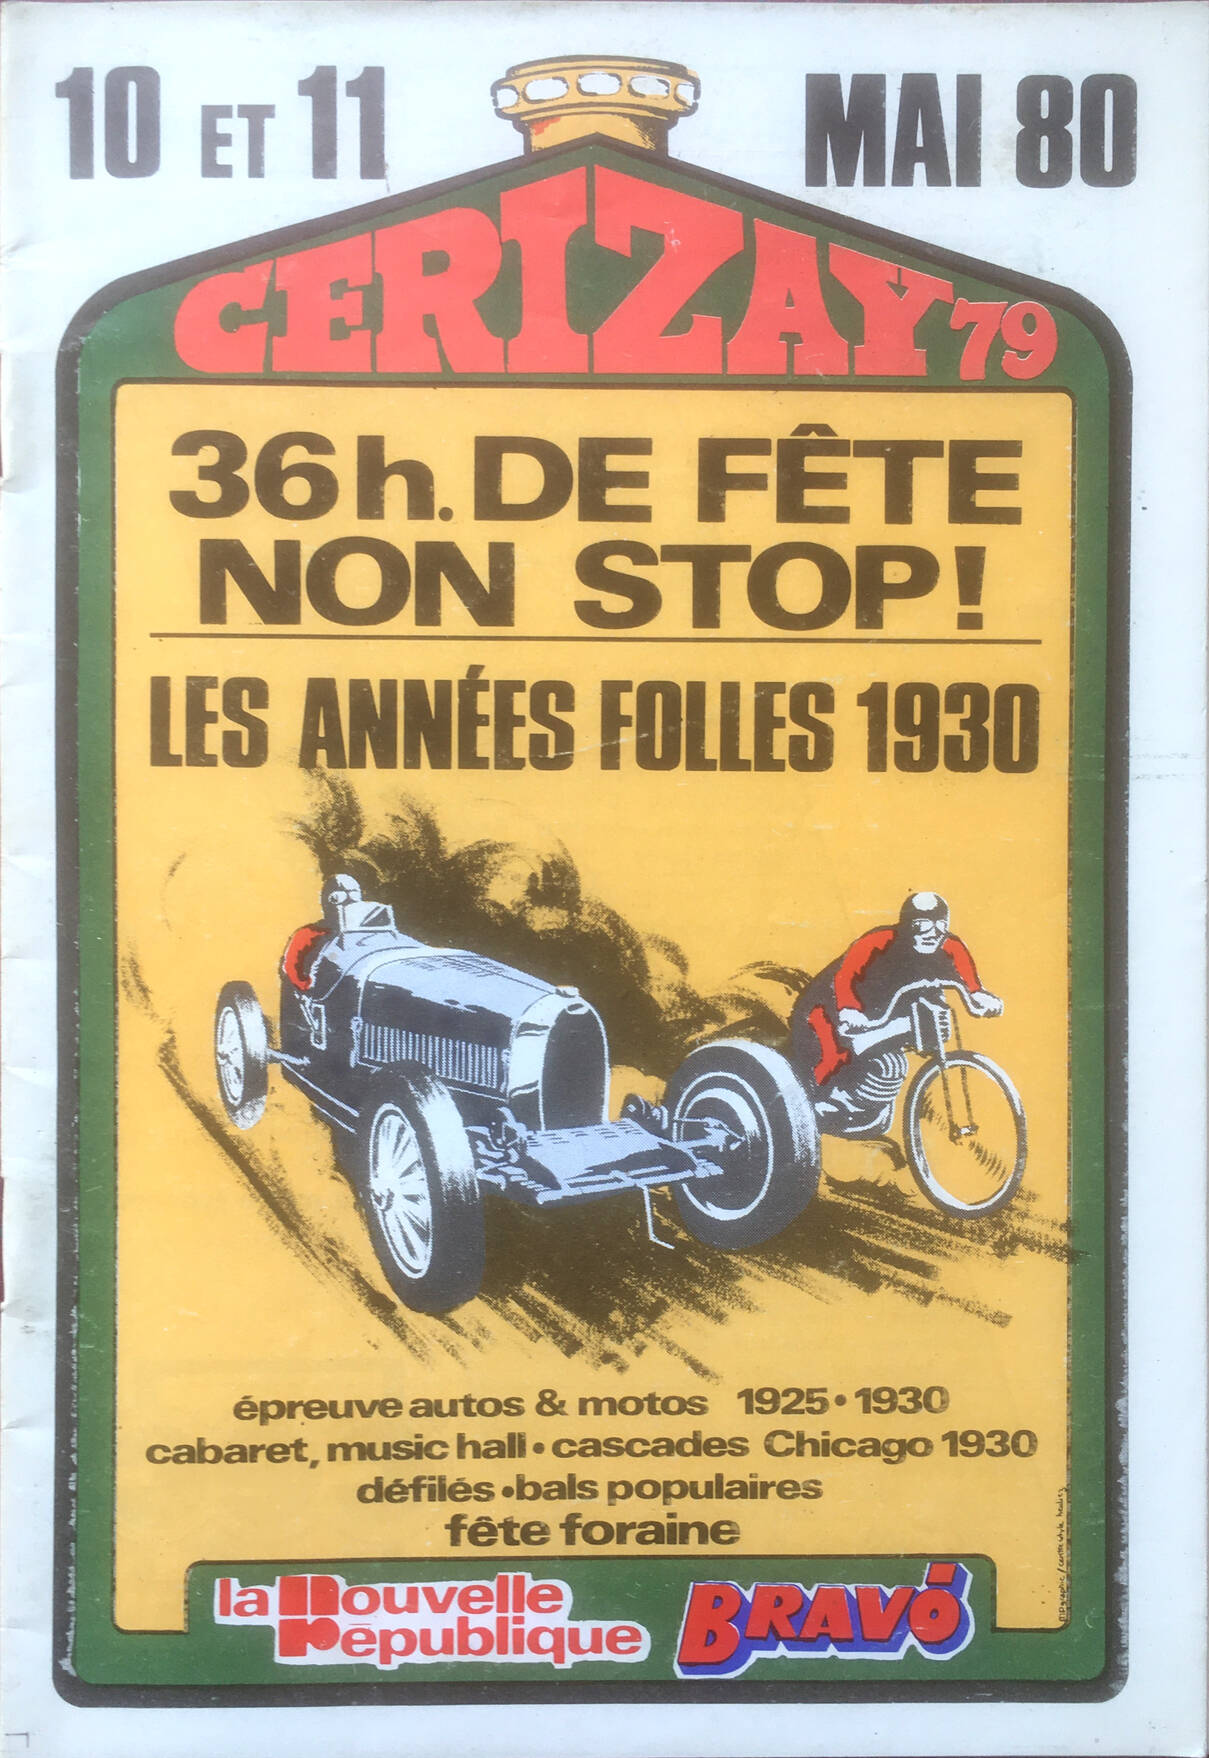 10 ET 11 MAI 80
CERIZAY 79
36 h. DE FÊTE
NON STOP!
LES ANNÉES FOLLES 1930
épreuve autos & motos 1925 • 1930
cabaret, music hall • cascades Chicago 1930
défilés • bals populaires
fête foraine
la nouvelle
république
BRAVÓ